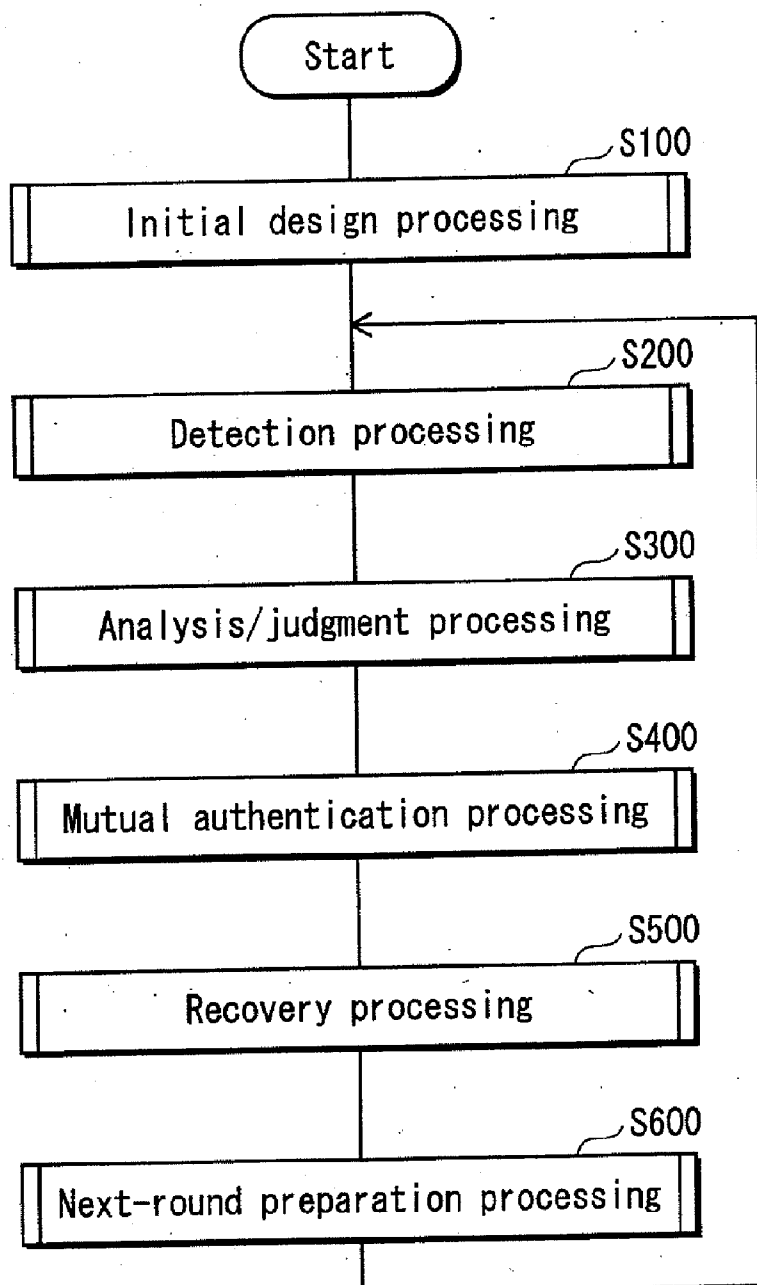 Start
S100
Initial design processing
S200
Detection processing
S300
Analysis/judgment processing
S400
Mutual authentication processing
S500
Recovery processing
S600
Next-round preparation processing